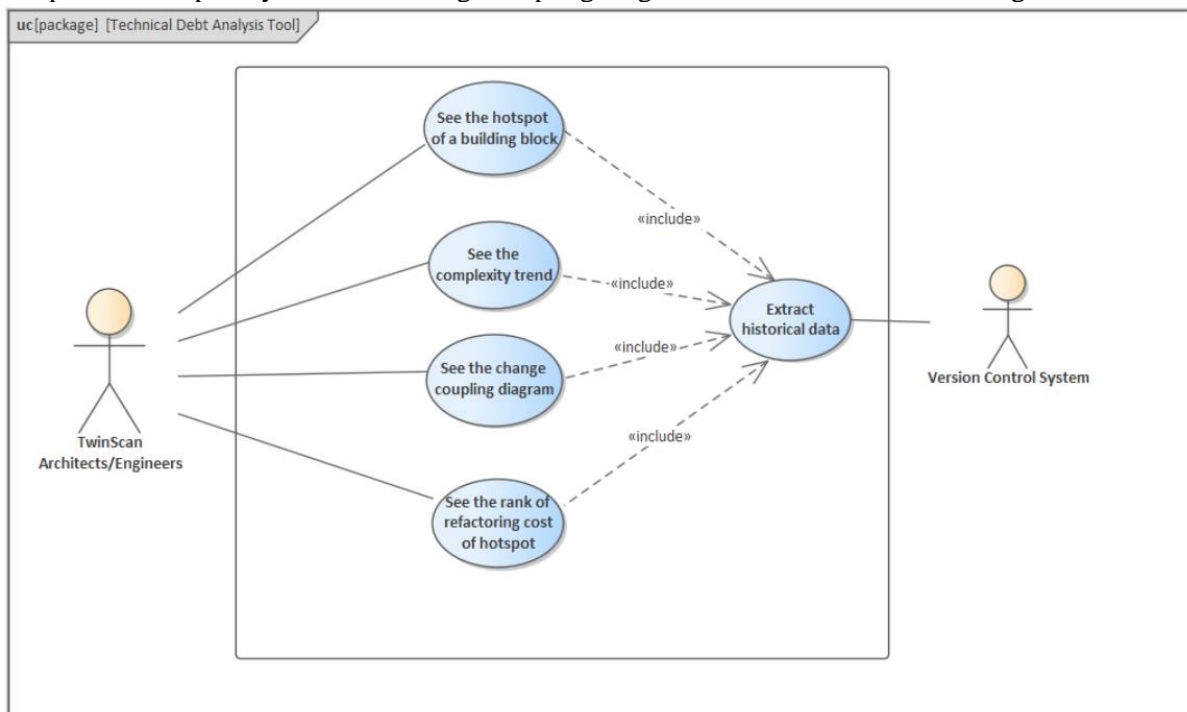 uc [package] [Technical Debt Analysis Tool]
See the hotspot
of a building block
«include»
See the
complexity trend
«include»
Extract
historical data
«include»
See the change
coupling diagram
Version Control System
TwinScan
Architects/Engineers
«include»
See the rank of
refactoring cost
of hotspot